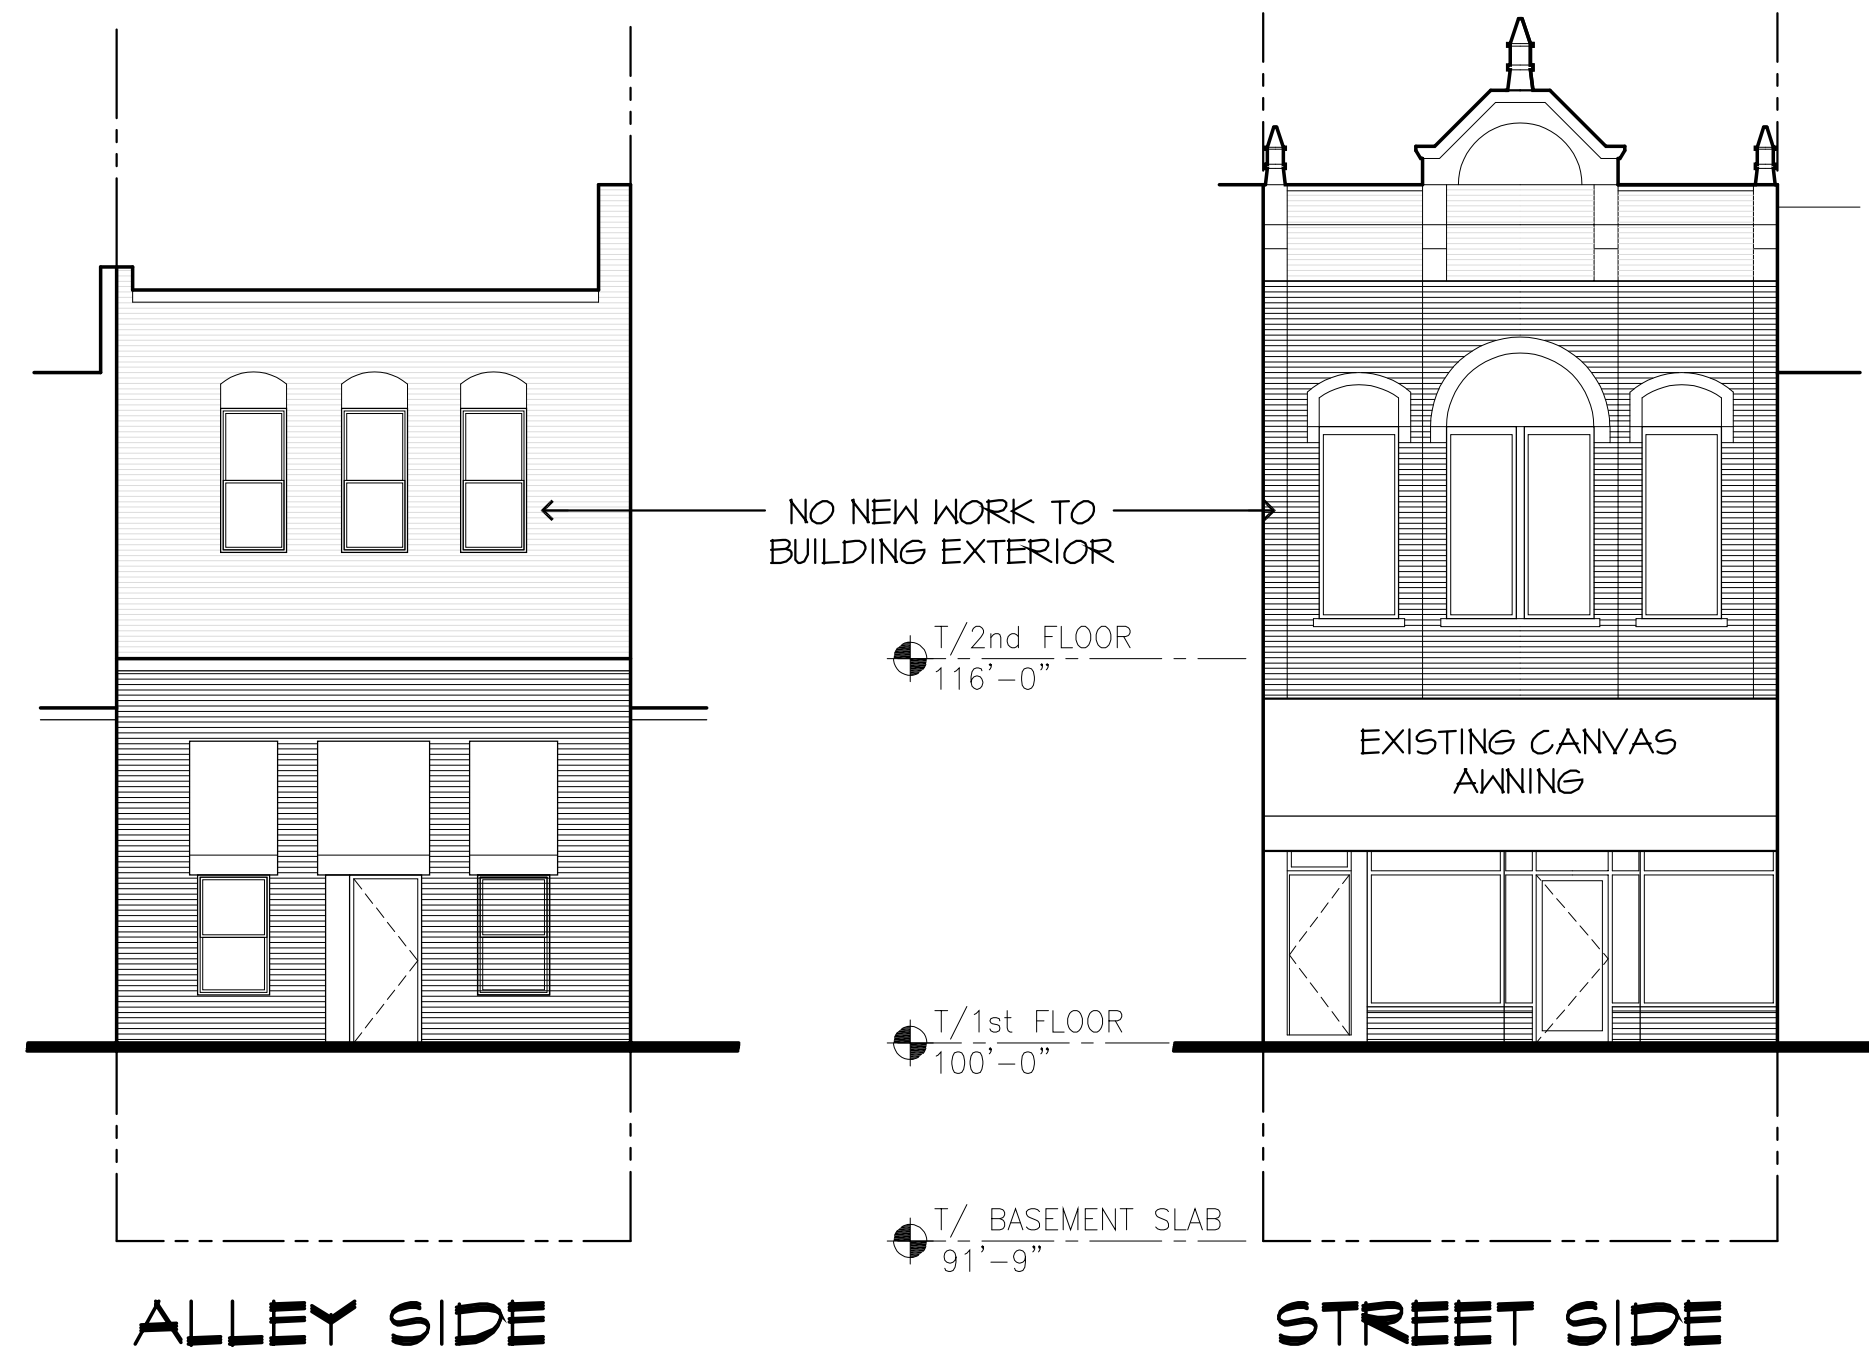 NO NEW WORK TO
BUILDING EXTERIOR
T/2nd FLOOR
116'-0"
EXISTING CANVAS
AWNING
T/1st FLOOR
100'-0"
T/ BASEMENT SLAB
91'-9"
ALLEY SIDE
STREET SIDE